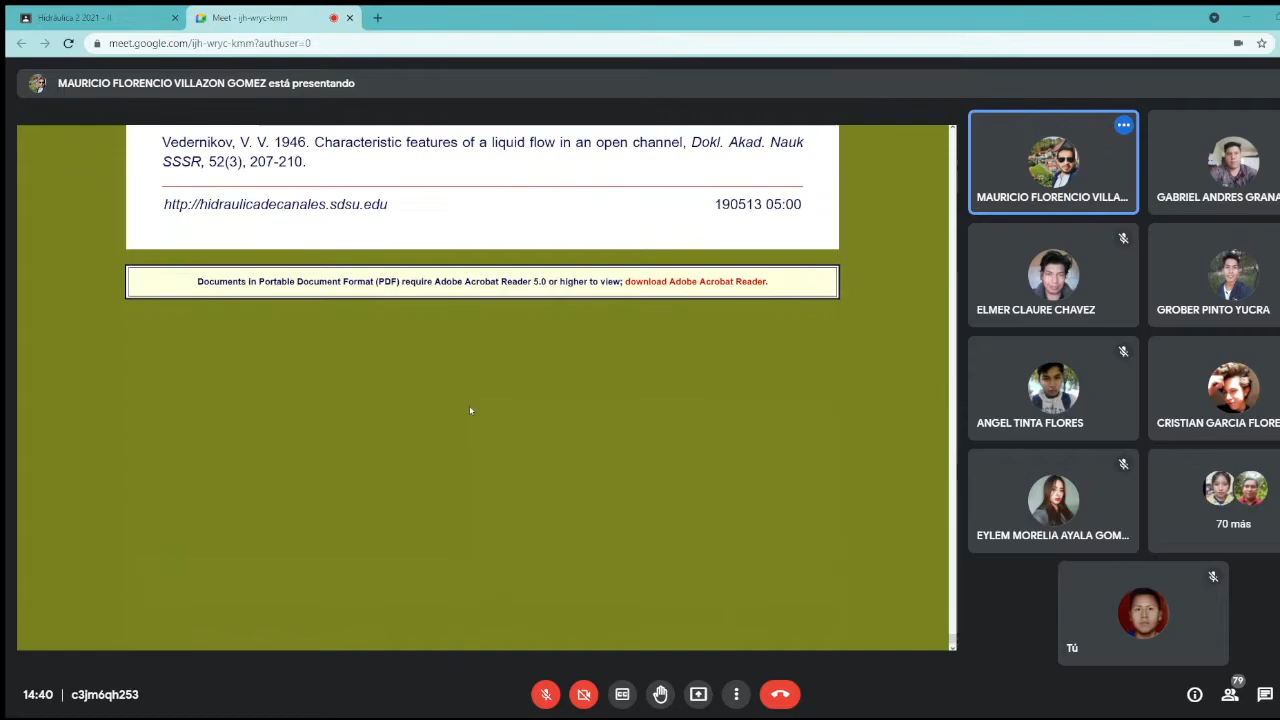 Hidráulica 2 2021 - II
Meet - ijh-wryc-kmm
meet.google.com/ijh-wryc-kmm?authuser=0
MAURICIO FLORENCIO VILLAZON GOMEZ está presentando
Vedernikov, V. V. 1946. Characteristic features of a liquid flow in an open channel, Dokl. Akad. Nauk
SSSR, 52(3), 207-210.
http://hidraulicadecanales.sdsu.edu 190513 05:00
Documents in Portable Document Format (PDF) require Adobe Acrobat Reader 5.0 or higher to view; download Adobe Acrobat Reader.
MAURICIO FLORENCIO VILLA...
GABRIEL ANDRES GRANA
ELMER CLAURE CHAVEZ
GROBER PINTO YUCRA
ANGEL TINTA FLORES
CRISTIAN GARCIA FLORE
EYLEM MORELIA AYALA GOM...
70 más
Tú
14:40 | c3jm6qh253
79